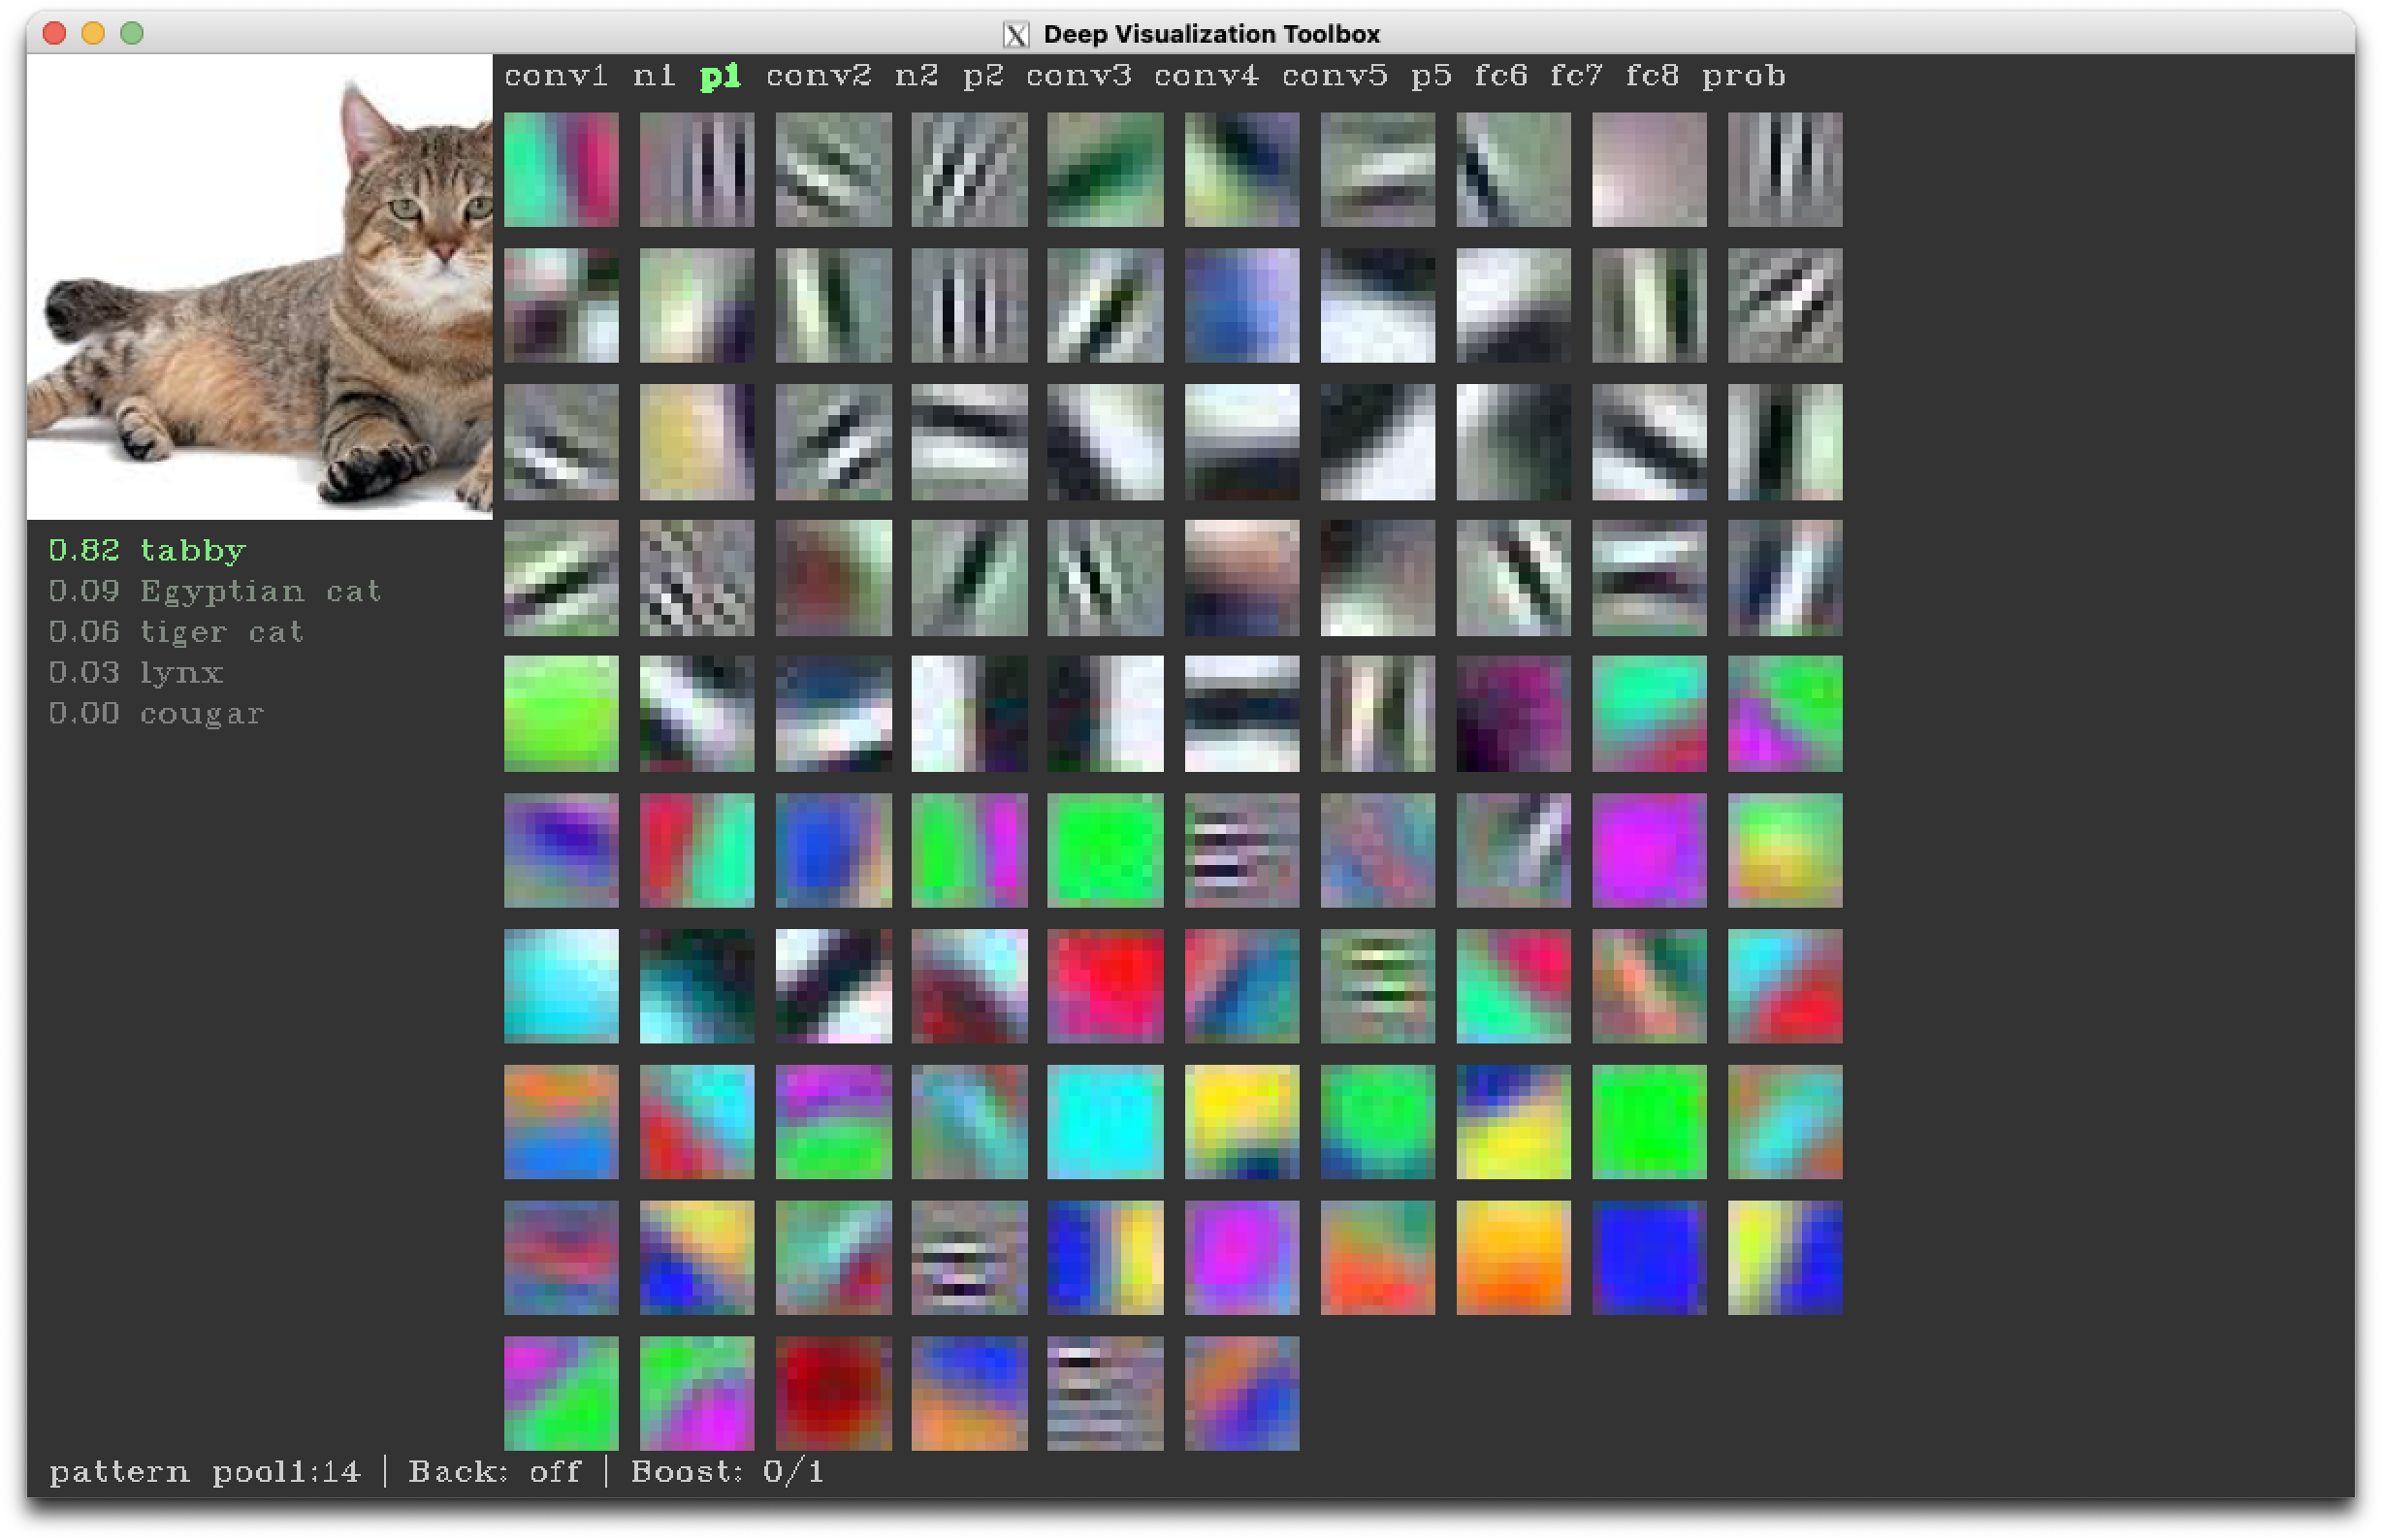 Deep Visualization Toolbox
conv1 n1 p1 conv2 n2 p2 conv3 conv4 conv5 p5 fc6 fc7 fc8 prob
0.82 tabby
0.09 Egyptian cat
0.06 tiger cat
0.03 lynx
0.00 cougar
pattern pool1:14 | Back: off | Boost: 0/1